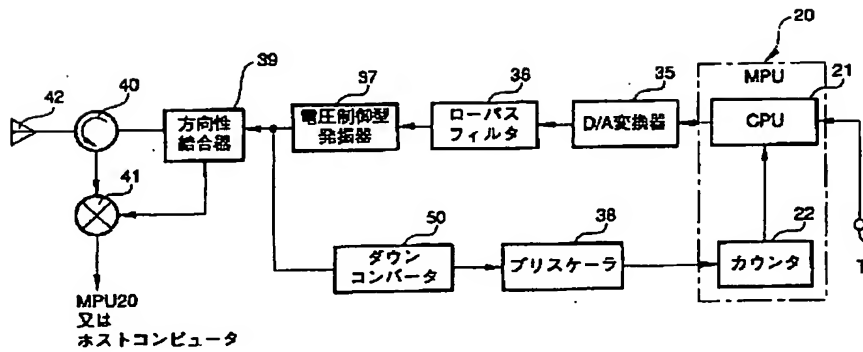 20
39
37
36
35
MPU
21
42
40
方向性
結合器
電圧制御型
発振器
ローパス
フィルタ
D/A変換器
CPU
41
50
38
22
ダウン
コンバータ
プリスケーラ
カウンタ
T
MPU20
又は
ホストコンピュータ